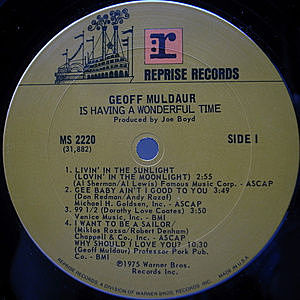 r
REPRISE RECORDS
GEOFF MULDAUR
IS HAVING A WONDERFUL TIME
Produced by Joe Boyd
MS 2220
(31,882)
SIDE 1
1. LIVIN' IN THE SUNLIGHT
(LOVIN' IN THE MOONLIGHT) 2:55
(Al Sherman/Al Lewis) Famous Music Corp. - ASCAP
2. GEE BABY AIN'T I GOOD TO YOU 3:49
(Don Redman/Andy Razaf)
Michael H. Goldsen, Inc. - ASCAP
3. 99 1/2 (Dorothy Love Coates) 3:50
Venice Music, Inc. - BMI
4. I WANT TO BE A SAILOR/
(Miklos Rozsa/Robert Denham)
Chappell & Co., Inc. - ASCAP
WHY SHOULD I LOVE YOU? 10:30
(Geoff Muldaur) Professor Pork Pub.
Co. - BMI
©1975 Warner Bros.
Records Inc.
REPRISE RECORDS, A DIVISION OF WARNER BROS. RECORDS INC. MADE IN U.S.A.